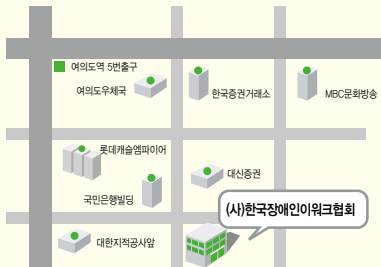 여의도역 5번출구
여의도우체국
한국증권거래소
MBC문화방송
롯데캐슬엠파이어
대신증권
국민은행빌딩
(사)한국장애인이워크협회
대한지적공사앞